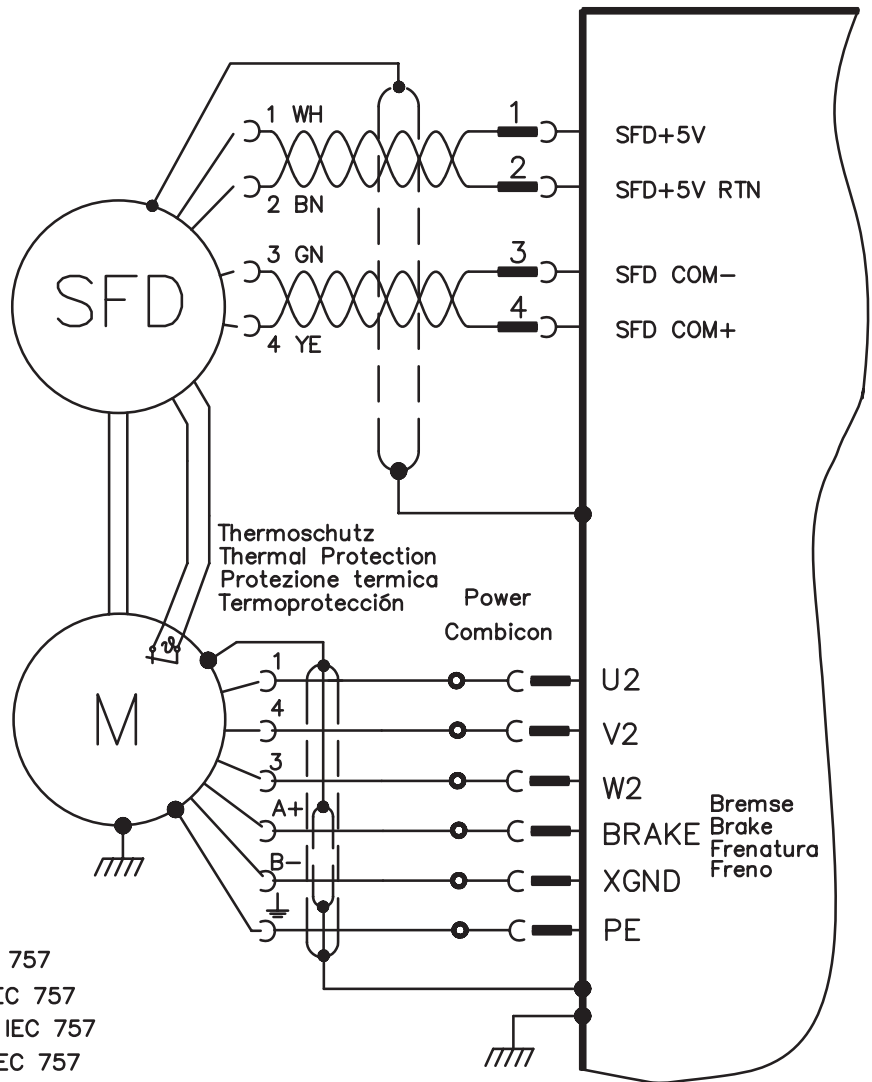 1 WH
1
SFD+5V
2 BN
2
SFD+5V RTN
3 GN
3
SFD COM-
4 YE
4
SFD COM+
SFD
Thermoschutz
Thermal Protection
Protezione termica
Termoprotección
Power
Combicon
ϑ
M
1
U2
4
V2
3
W2
A+
BRAKE
Bremse
Brake
Frenatura
Freno
B-
XGND
PE
757
EC 757
IEC 757
EC 757